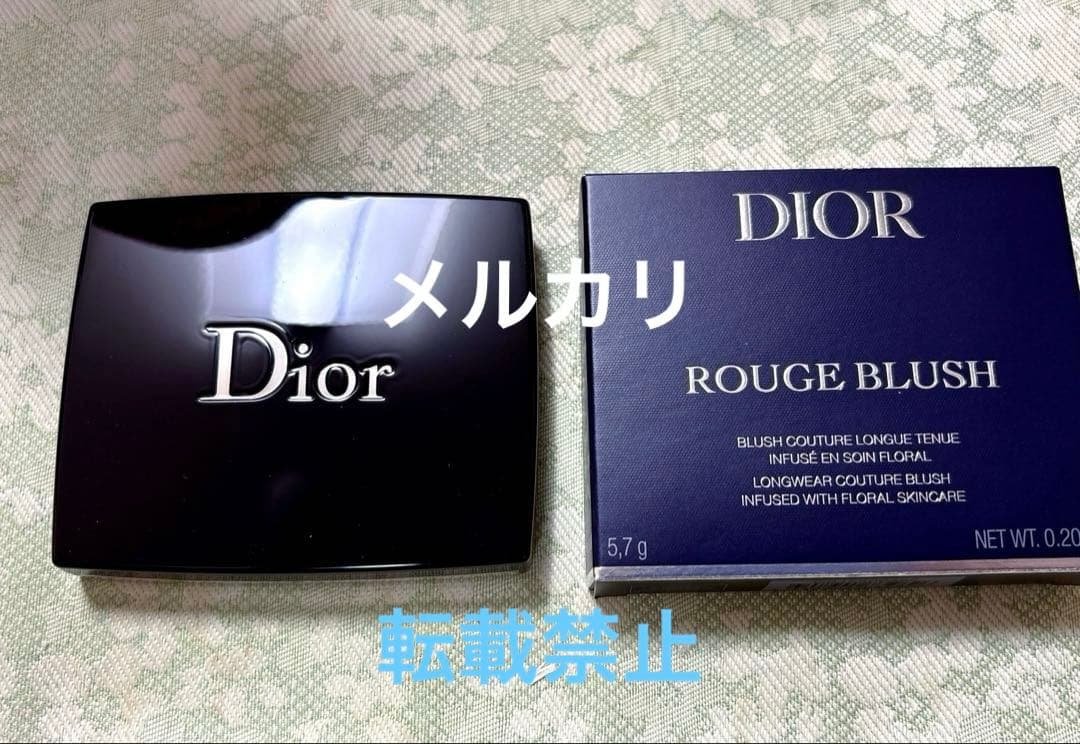 Dior
メルカリ
DIOR
ROUGE BLUSH
BLUSH COUTURE LONGUE TENUE
INFUSÉ EN SOIN FLORAL
LONGWEAR COUTURE BLUSH
INFUSED WITH FLORAL SKINCARE
5,7 g
NET WT. 0.20
転載禁止